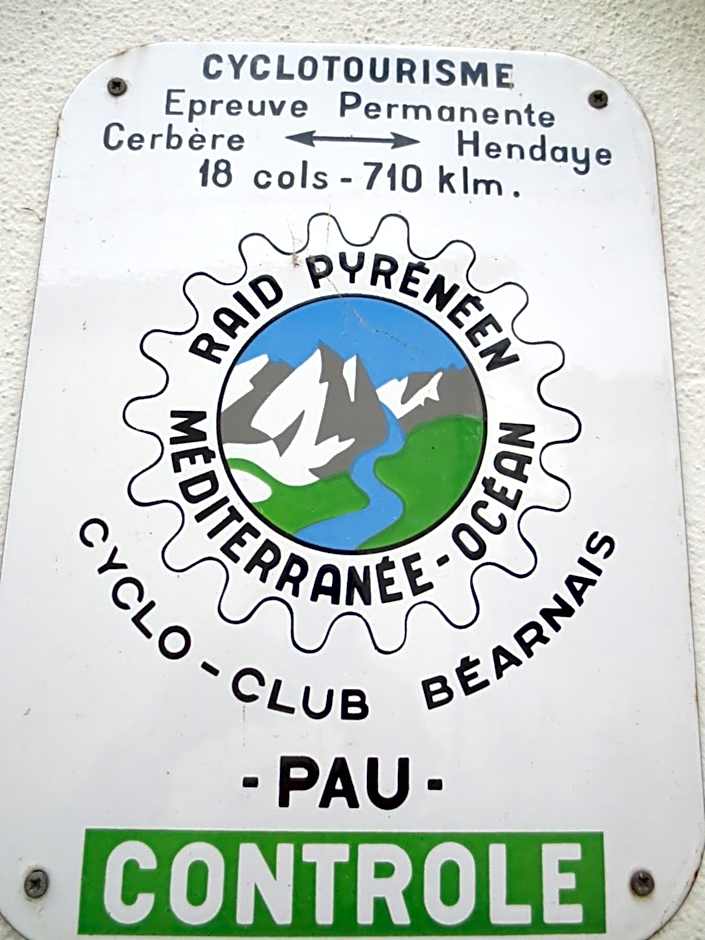 CYCLOTOURISME
Epreuve Permanente
Cerbère Hendaye
18 cols - 710 klm.
RAID PYRÉNÉEN
MÉDITERRANÉE - OCÉAN
CYCLO - CLUB BÉARNAIS
- PAU -
CONTROLE